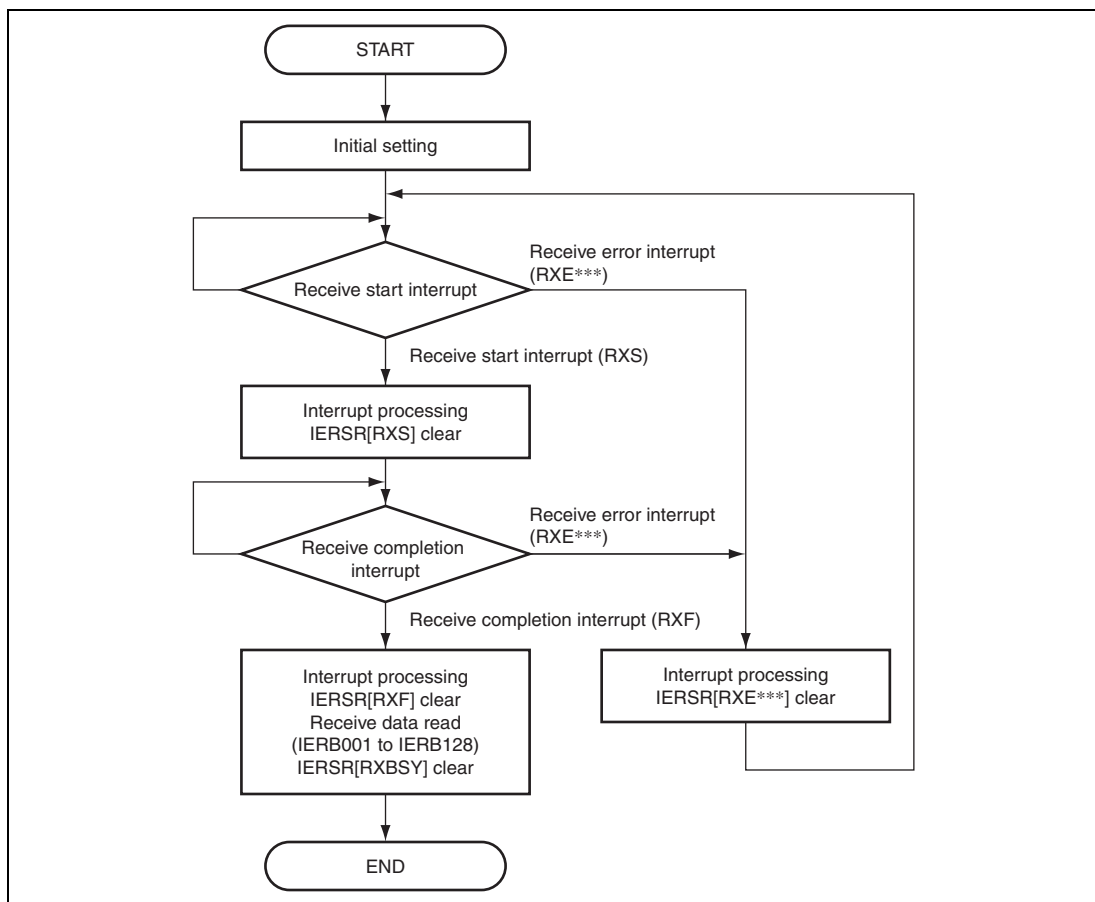 START
Initial setting
Receive error interrupt
(RXE***)
Receive start interrupt
Receive start interrupt (RXS)
Interrupt processing
IERSR[RXS] clear
Receive error interrupt
(RXE***)
Receive completion
interrupt
Receive completion interrupt (RXF)
Interrupt processing
IERSR[RXF] clear
Receive data read
(IERB001 to IERB128)
IERSR[RXBSY] clear
Interrupt processing
IERSR[RXE***] clear
END